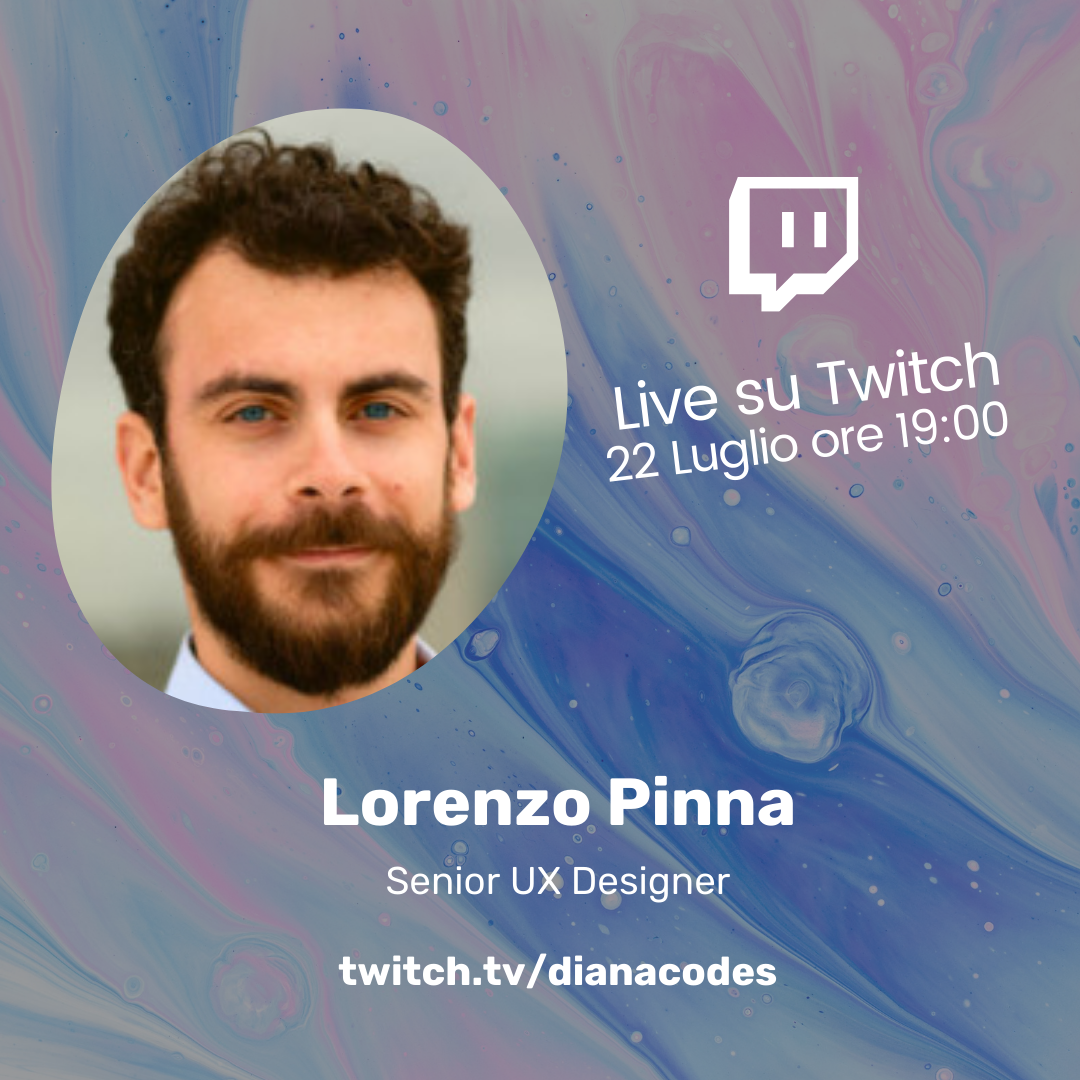 Live su Twitch
22 Luglio ore 19:00
Lorenzo Pinna
Senior UX Designer
twitch.tv/dianacodes